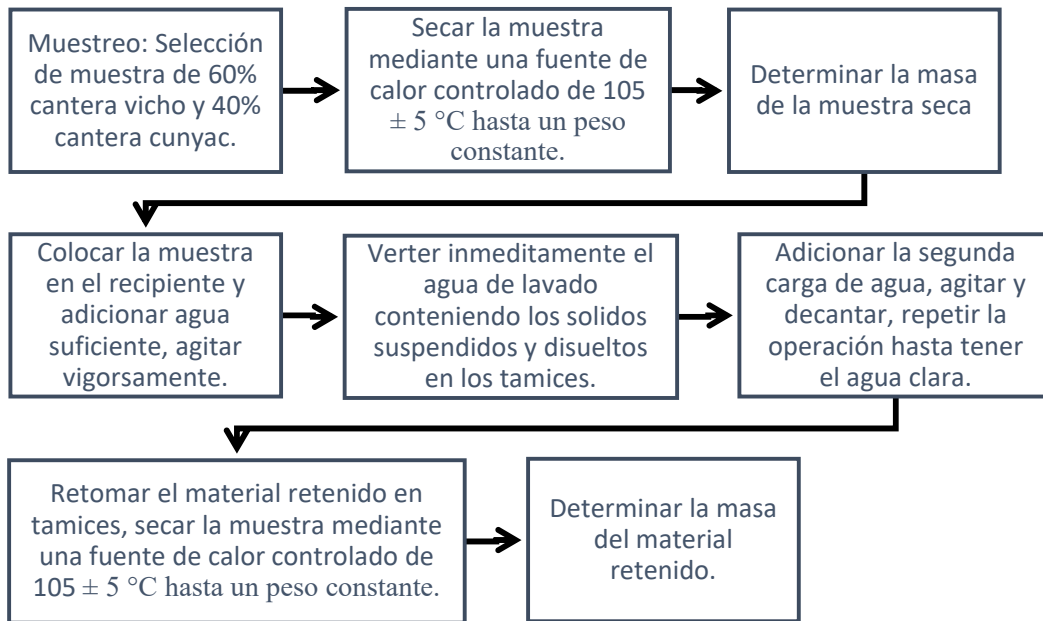 Muestreo: Selección
de muestra de 60%
cantera vicho y 40%
cantera cunyac.
Secar la muestra
mediante una fuente de
calor controlado de 105
± 5 °C hasta un peso
constante.
Determinar la masa
de la muestra seca
Colocar la muestra
en el recipiente y
adicionar agua
suficiente, agitar
vigorsamente.
Verter inmeditamente el
agua de lavado
conteniendo los solidos
suspendidos y disueltos
en los tamices.
Adicionar la segunda
carga de agua, agitar y
decantar, repetir la
operación hasta tener
el agua clara.
Retomar el material retenido en
tamices, secar la muestra mediante
una fuente de calor controlado de
105 ± 5 °C hasta un peso constante.
Determinar la masa
del material
retenido.